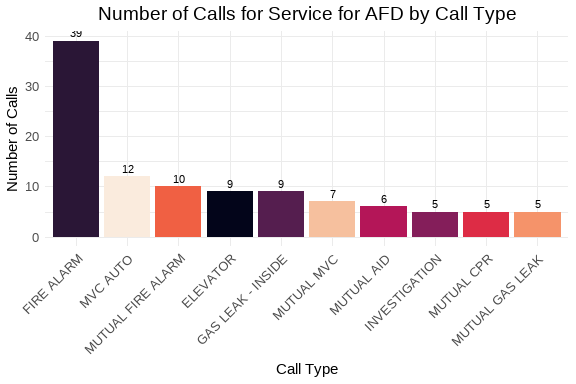 Number of Calls for Service for AFD by Call Type
Number of Calls
40
30
20
10
0
39
12
10
9
9
7
6
5
5
5
FIRE ALARM
MVC AUTO
MUTUAL FIRE ALARM
ELEVATOR
GAS LEAK - INSIDE
MUTUAL MVC
MUTUAL AID
INVESTIGATION
MUTUAL CPR
MUTUAL GAS LEAK
Call Type